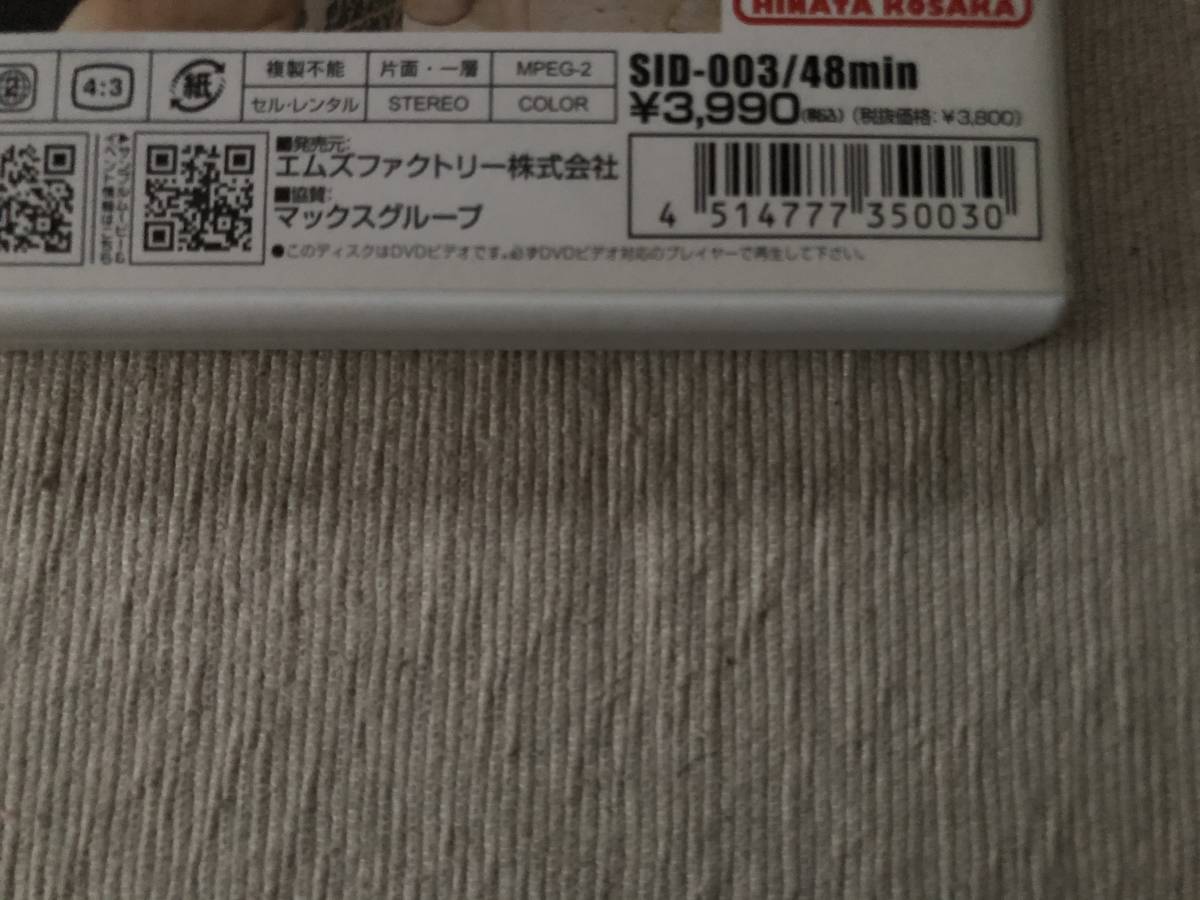 HINATA KOSAKA
2
4:3
紙
複製不能
片面・一層
MPEG-2
セル・レンタル
STEREO
COLOR
SID-003/48min
¥3,990(税込)(税抜価格:¥3,800)
■発売元:
エムズファクトリー株式会社
■協賛:
マックスグループ
●このディスクはDVDビデオです。必ずDVDビデオ対応のプレイヤーで再生して下さい。
4 514777 350030